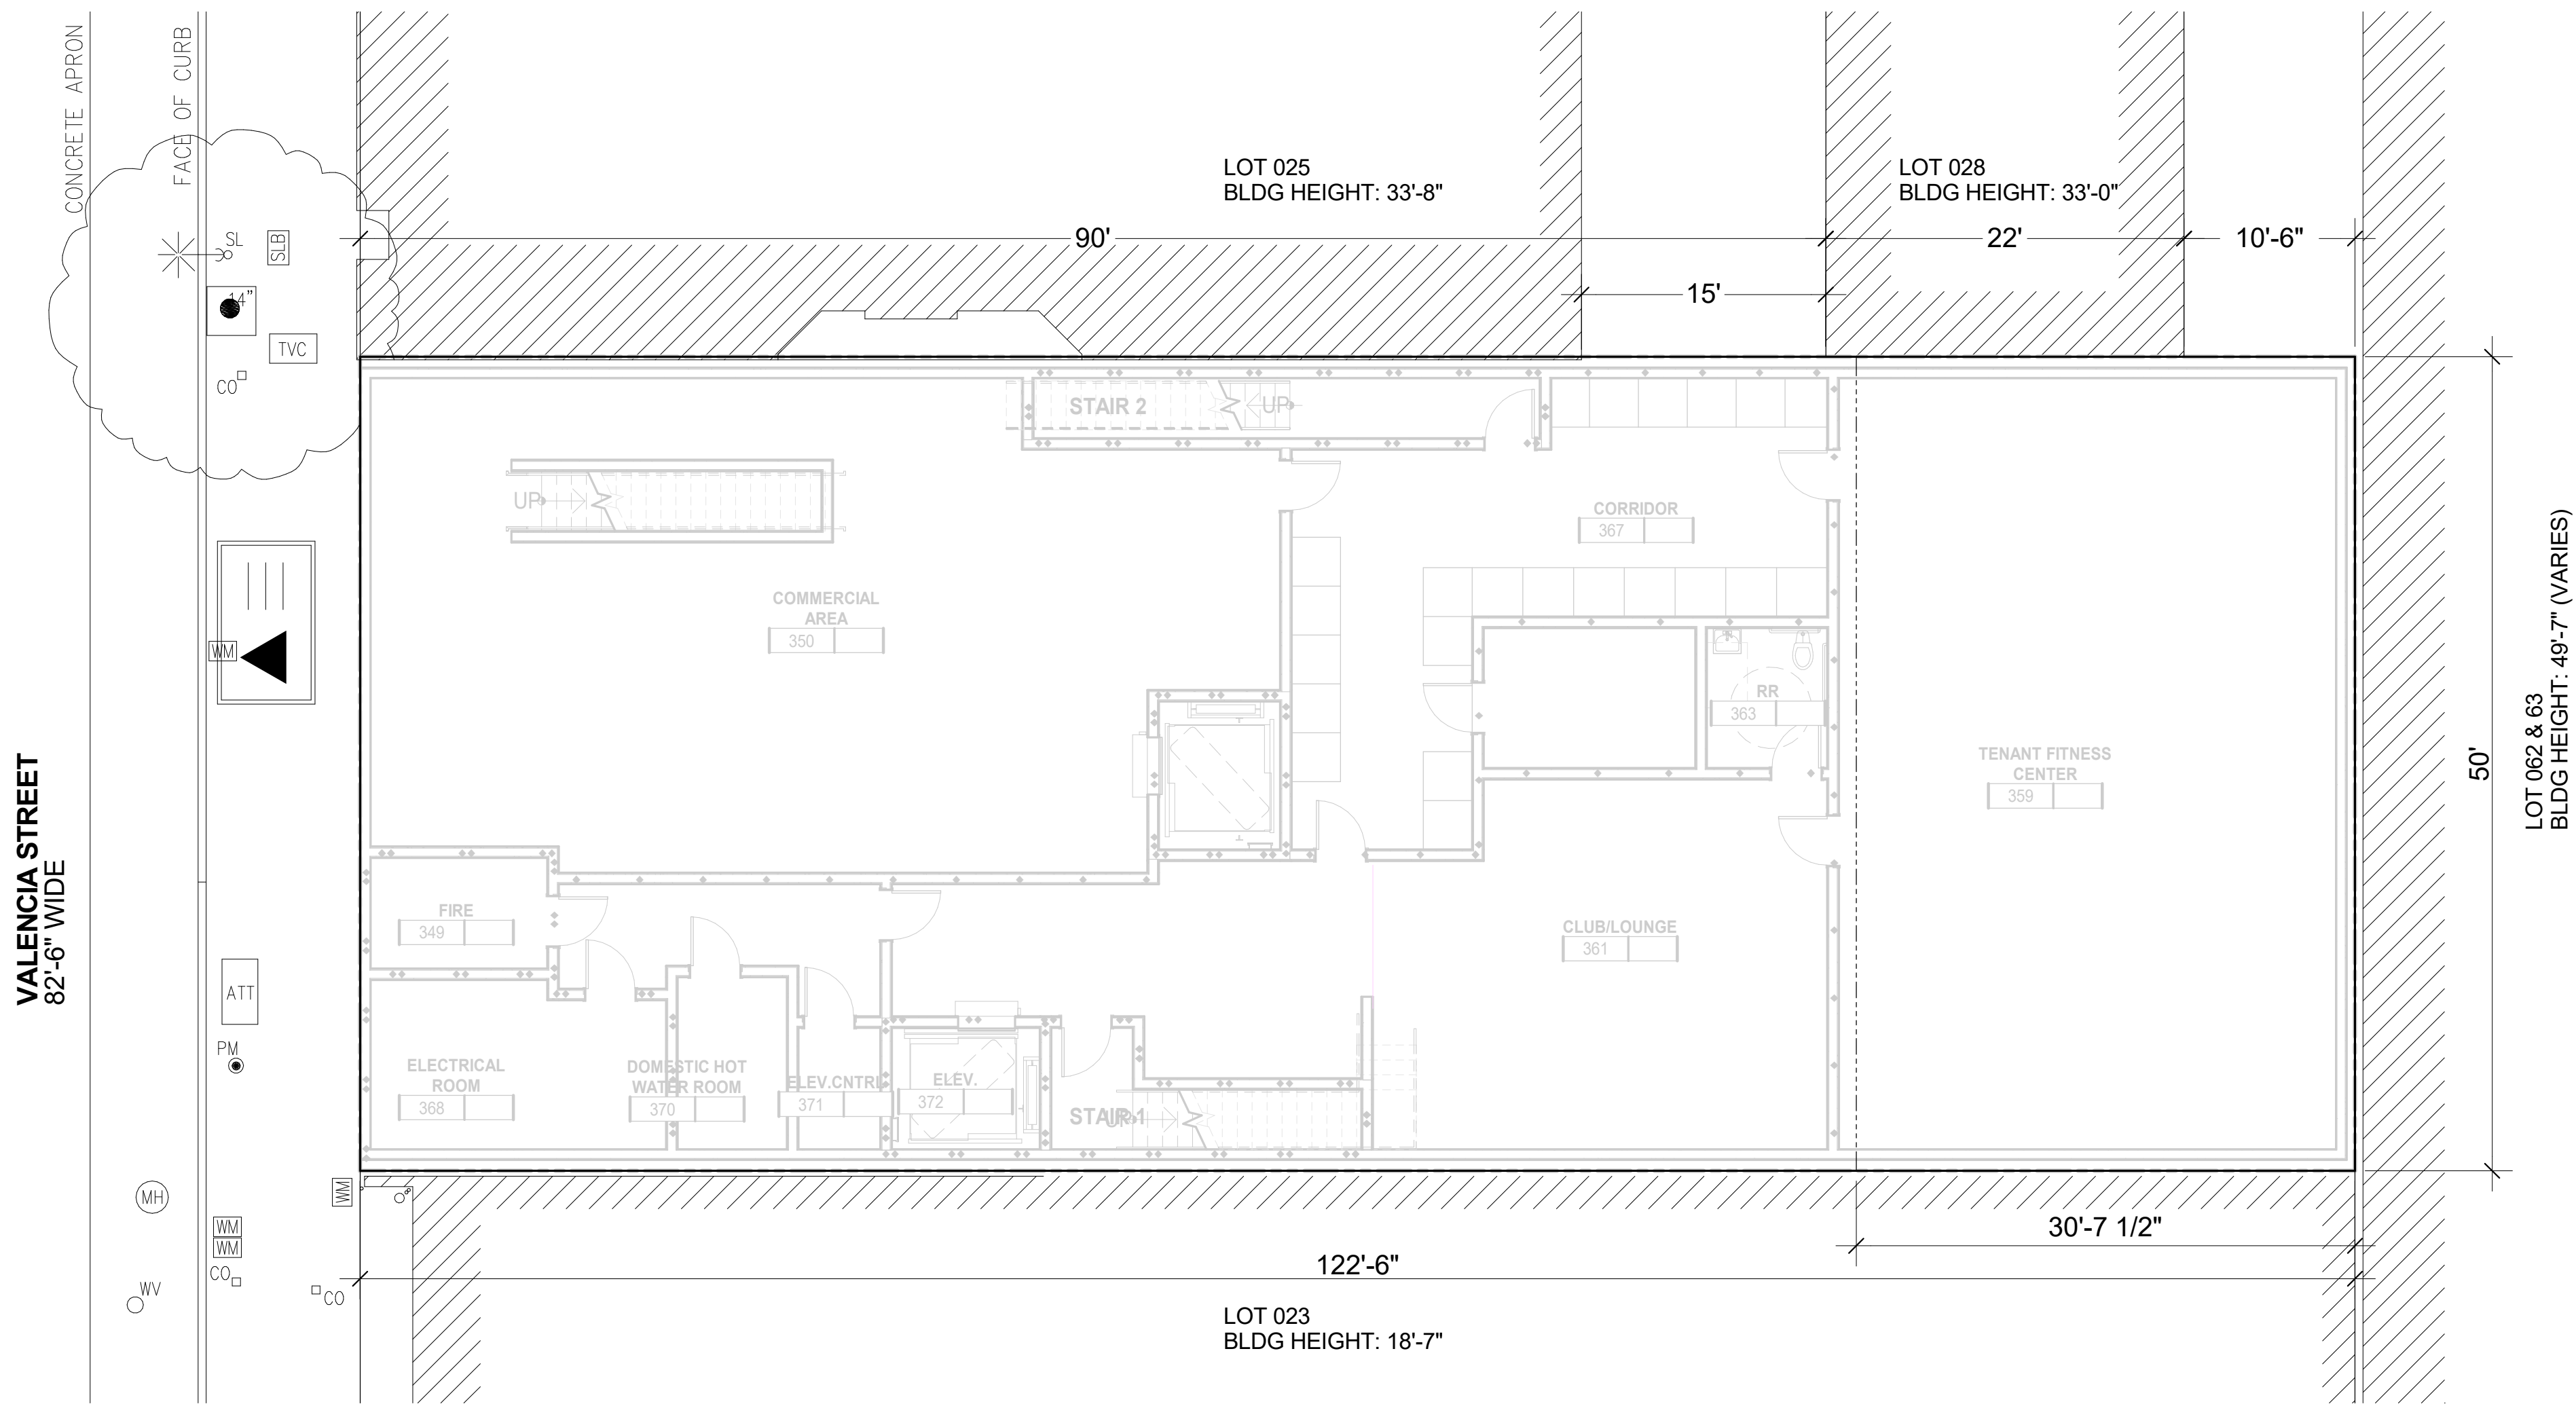 CONCRETE APRON
FACE OF CURB
LOT 025
BLDG HEIGHT: 33'-8"
LOT 028
BLDG HEIGHT: 33'-0"
90'
22'
10'-6"
15'
SL
SLB
14"
TVC
CO
STAIR 2
UP
UP
CORRIDOR
367
COMMERCIAL
AREA
350
WM
RR
363
TENANT FITNESS
CENTER
359
50'
LOT 062 & 63
BLDG HEIGHT: 49'-7" (VARIES)
VALENCIA STREET
82'-6" WIDE
FIRE
349
CLUB/LOUNGE
361
ATT
PM
ELECTRICAL
ROOM
368
DOMESTIC HOT
WATER ROOM
370
ELEV.CNTRL
371
ELEV.
372
STAIR 1
UP
MH
WM
WM
WM
CO
WV
CO
30'-7 1/2"
122'-6"
LOT 023
BLDG HEIGHT: 18'-7"